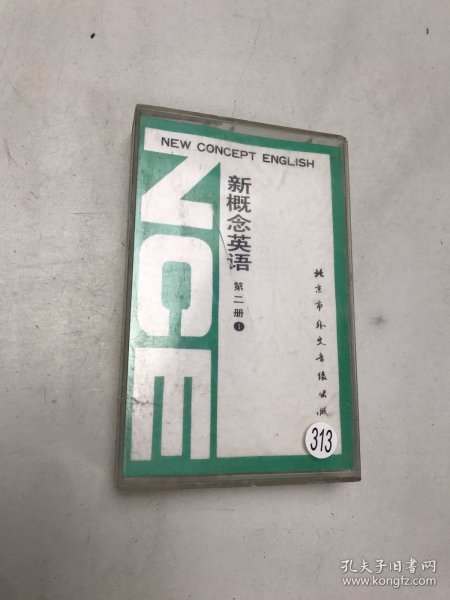 NEW CONCEPT ENGLISH
NCE
新概念英语
第二册①
北京市外文音像出版
313
孔夫子旧书网
www.kongfz.com